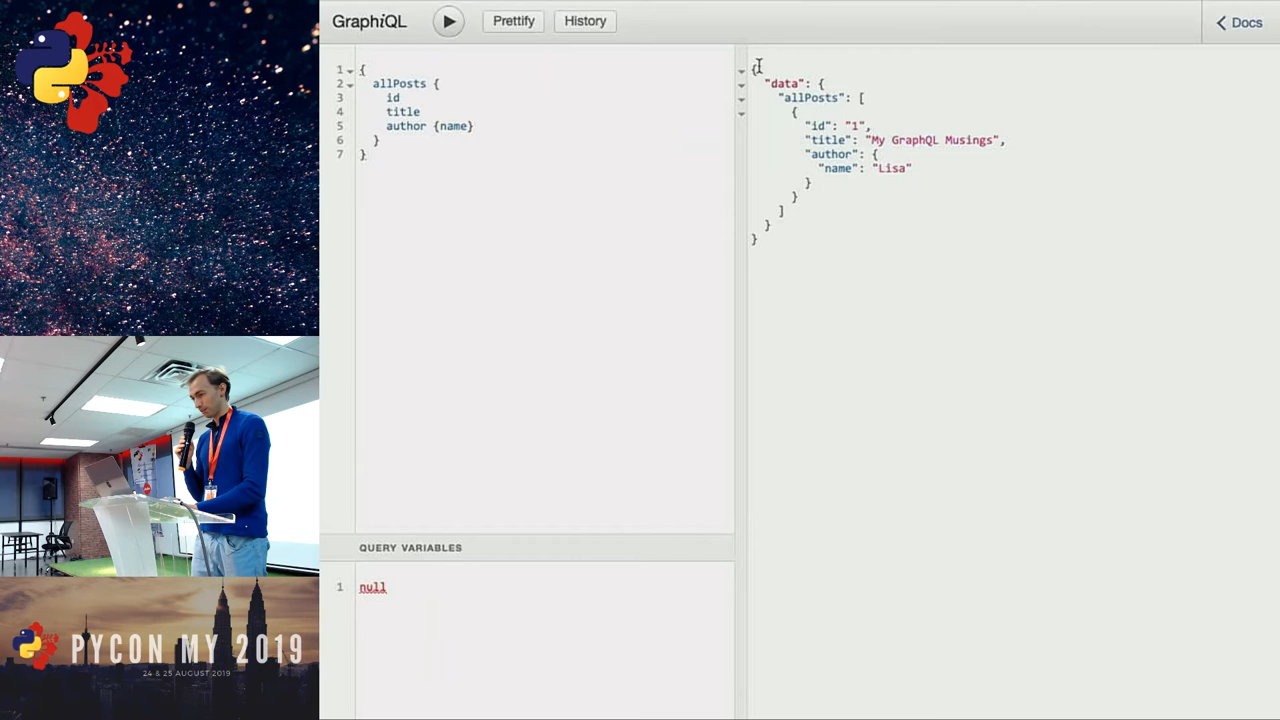 GraphiQL
Prettify
History
Docs
1 {
2 allPosts {
3 id
4 title
5 author {name}
6 }
7 }
{
"data": {
"allPosts": [
{
"id": "1",
"title": "My GraphQL Musings",
"author": {
"name": "Lisa"
}
}
]
}
}
QUERY VARIABLES
1 null
PYCON MY 2019
24 & 25 AUGUST 2019